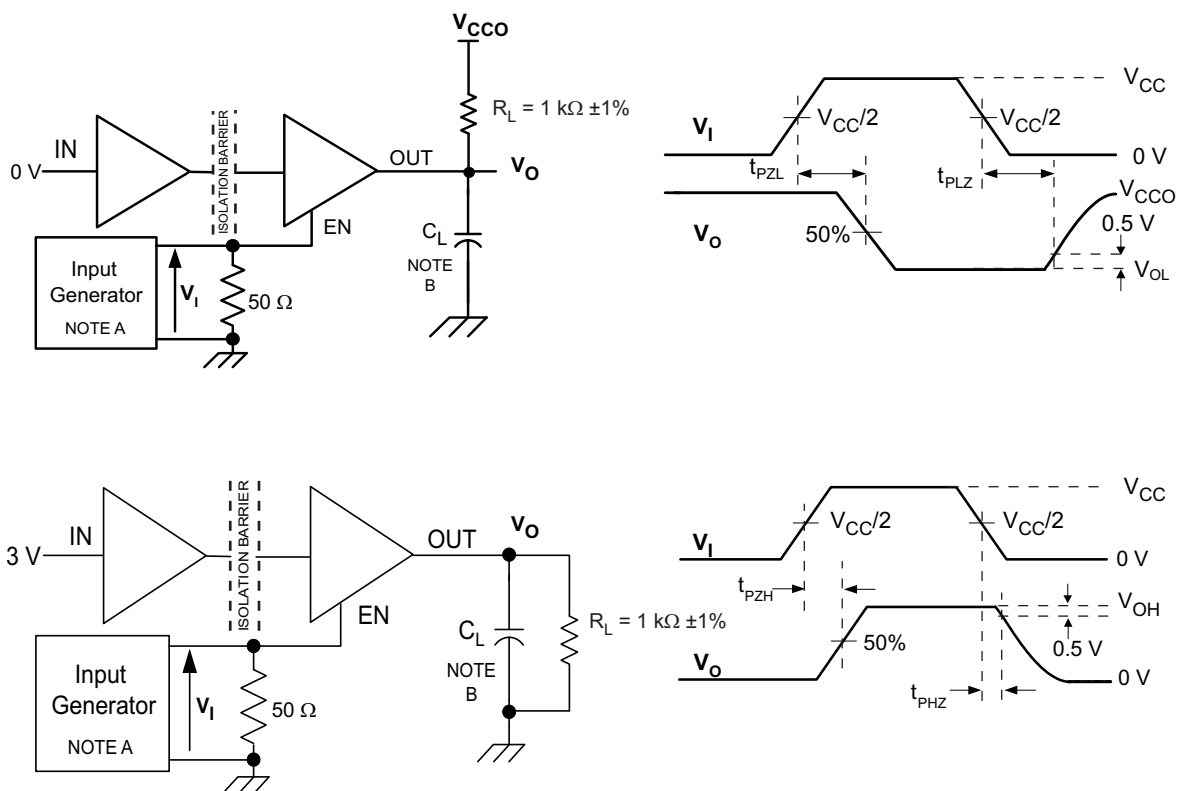 VCCO
RL = 1 kΩ ±1%
IN
0 V
ISOLATION BARRIER
OUT
VO
EN
CL
NOTE
B
Input
Generator
NOTE A
VI
50 Ω
VCC
VI
VCC/2
VCC/2
0 V
tPZL
tPLZ
VCCO
0.5 V
VO
50%
VOL
IN
3 V
ISOLATION BARRIER
OUT
VO
EN
CL
NOTE
B
RL = 1 kΩ ±1%
Input
Generator
NOTE A
VI
50 Ω
VCC
VI
VCC/2
VCC/2
0 V
tPZH
VOH
0.5 V
VO
50%
0 V
tPHZ